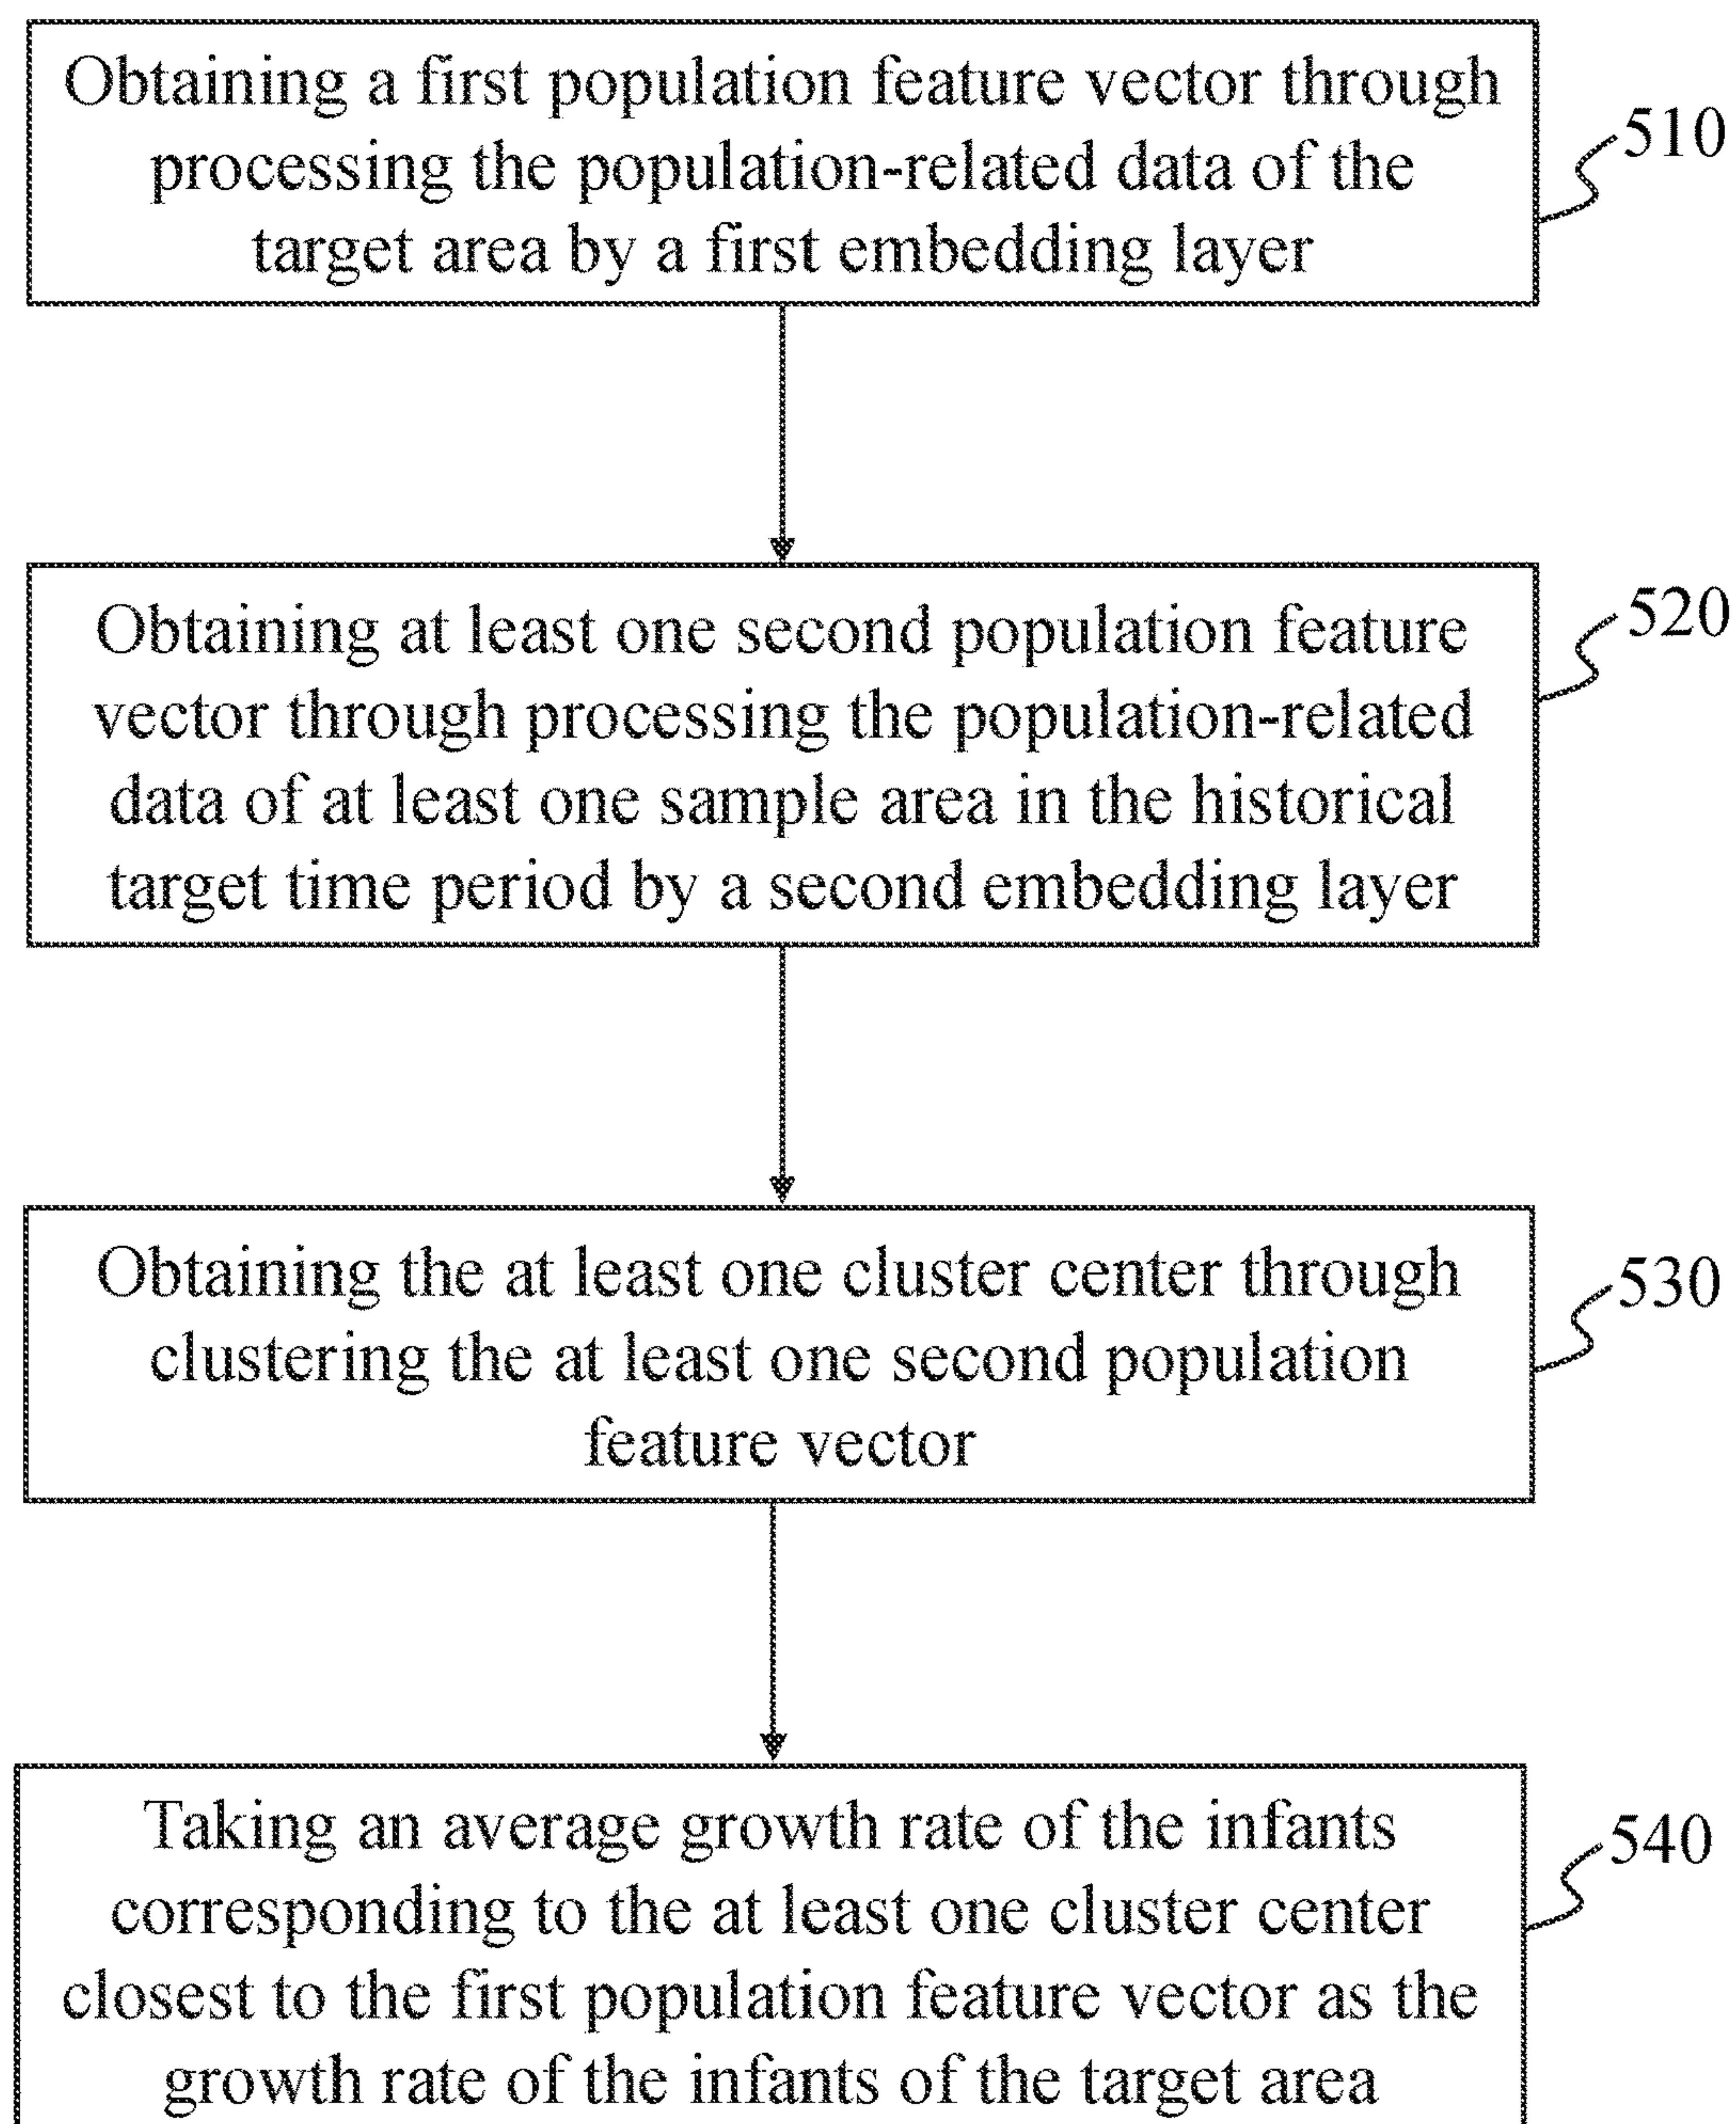 Obtaining a first population feature vector through
processing the population-related data of the
target area by a first embedding layer
510
Obtaining at least one second population feature
vector through processing the population-related
data of at least one sample area in the historical
target time period by a second embedding layer
520
Obtaining the at least one cluster center through
clustering the at least one second population
feature vector
530
Taking an average growth rate of the infants
corresponding to the at least one cluster center
closest to the first population feature vector as the
growth rate of the infants of the target area
540